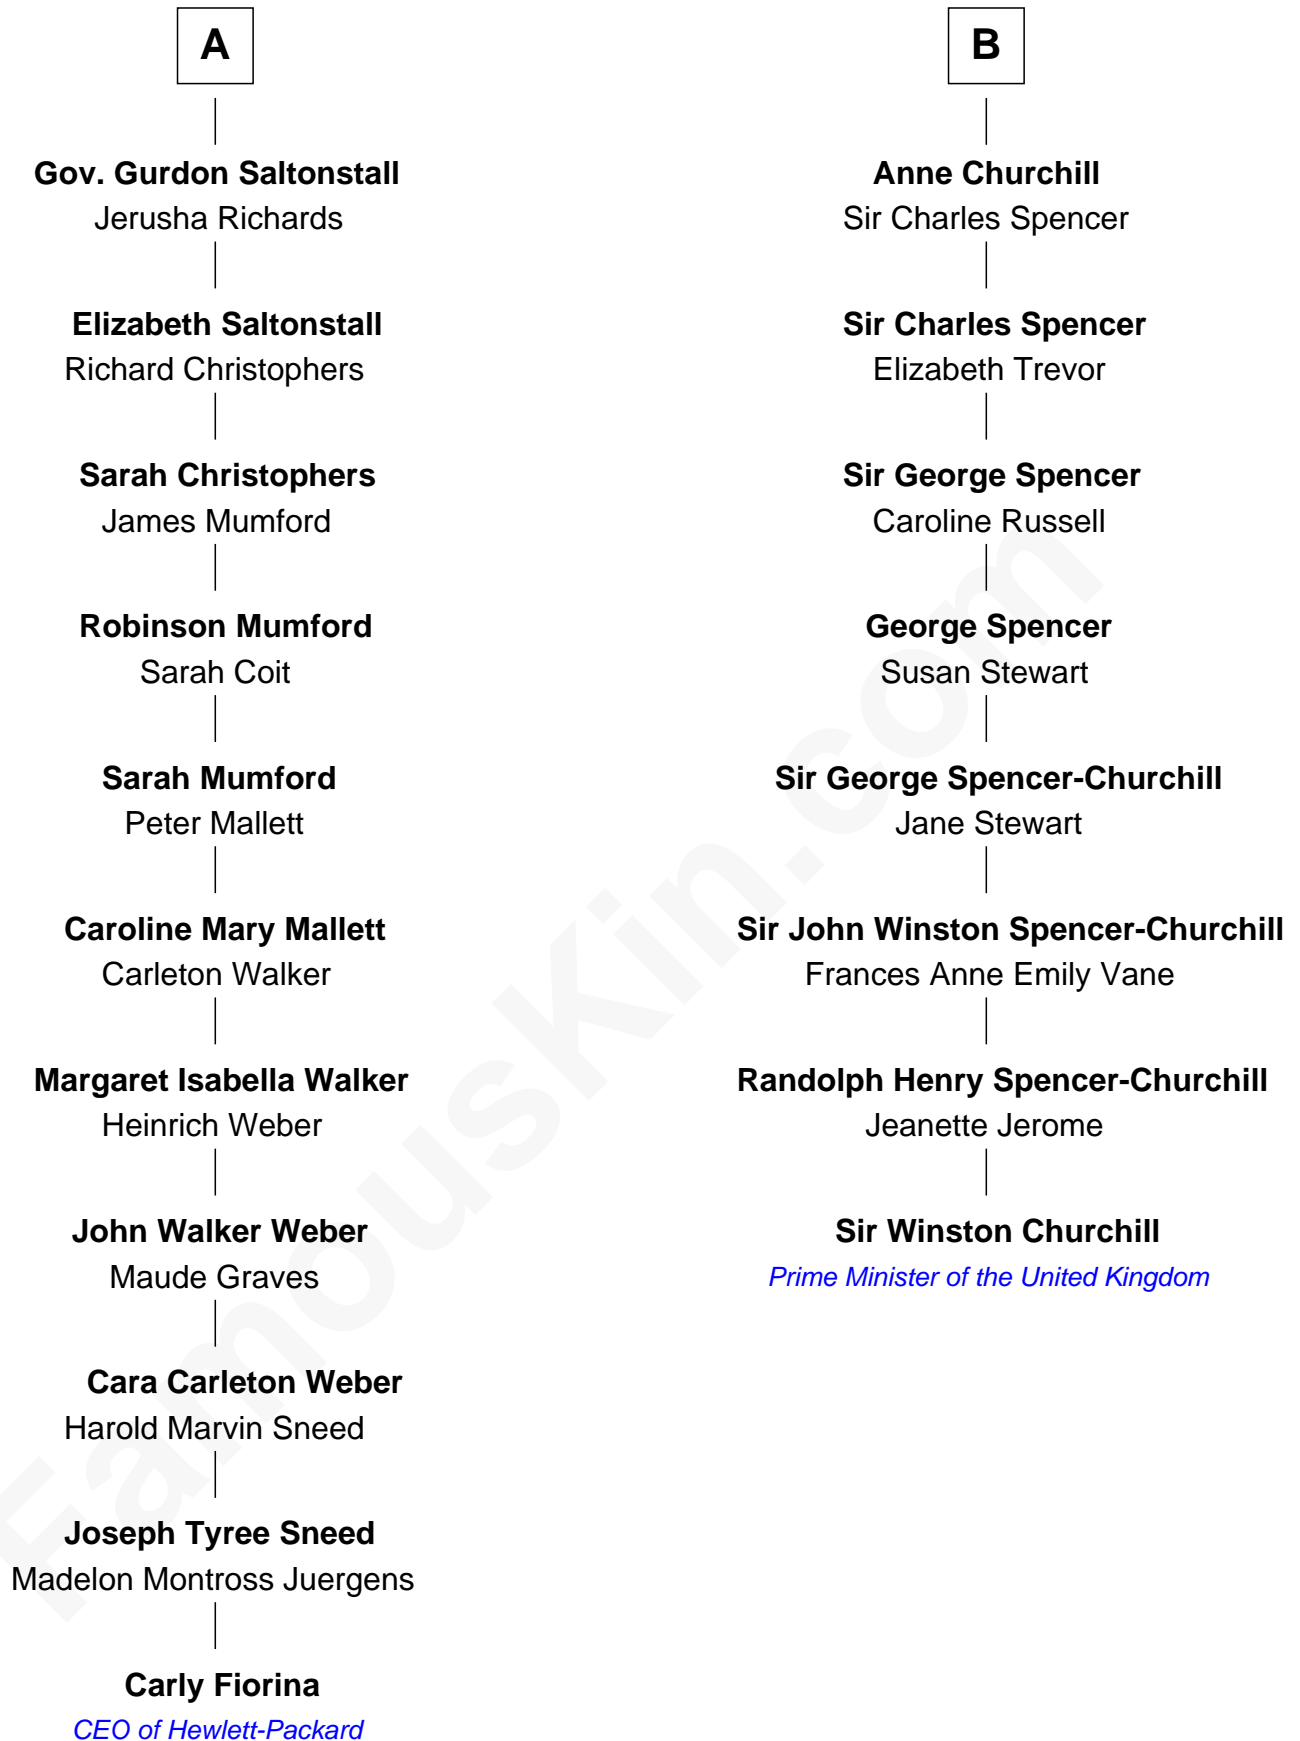 A
Gov. Gurdon Saltonstall
Jerusha Richards
Elizabeth Saltonstall
Richard Christophers
Sarah Christophers
James Mumford
Robinson Mumford
Sarah Coit
Sarah Mumford
Peter Mallett
Caroline Mary Mallett
Carleton Walker
Margaret Isabella Walker
Heinrich Weber
John Walker Weber
Maude Graves
Cara Carleton Weber
Harold Marvin Sneed
Joseph Tyree Sneed
Madelon Montross Juergens
Carly Fiorina
CEO of Hewlett-Packard
B
Anne Churchill
Sir Charles Spencer
Sir Charles Spencer
Elizabeth Trevor
Sir George Spencer
Caroline Russell
George Spencer
Susan Stewart
Sir George Spencer-Churchill
Jane Stewart
Sir John Winston Spencer-Churchill
Frances Anne Emily Vane
Randolph Henry Spencer-Churchill
Jeanette Jerome
Sir Winston Churchill
Prime Minister of the United Kingdom
FamousKin.com